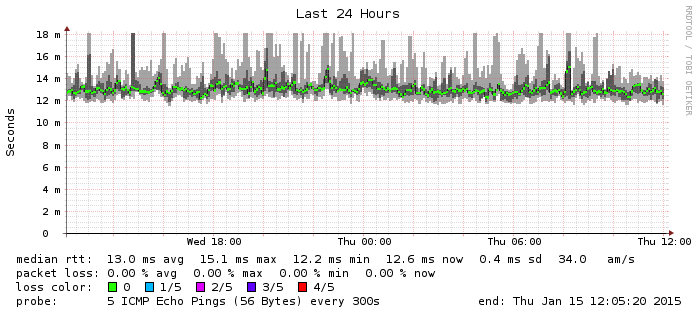 Last 24 Hours
RRDTOOL / TOBI OETIKER
Seconds
18 m
16 m
14 m
12 m
10 m
8 m
6 m
4 m
2 m
0
Wed 18:00 Thu 00:00 Thu 06:00 Thu 12:00
median rtt: 13.0 ms avg 15.1 ms max 12.2 ms min 12.6 ms now 0.4 ms sd 34.0 am/s
packet loss: 0.00 % avg 0.00 % max 0.00 % min 0.00 % now
loss color: 0 1/5 2/5 3/5 4/5
probe: 5 ICMP Echo Pings (56 Bytes) every 300s end: Thu Jan 15 12:05:20 2015